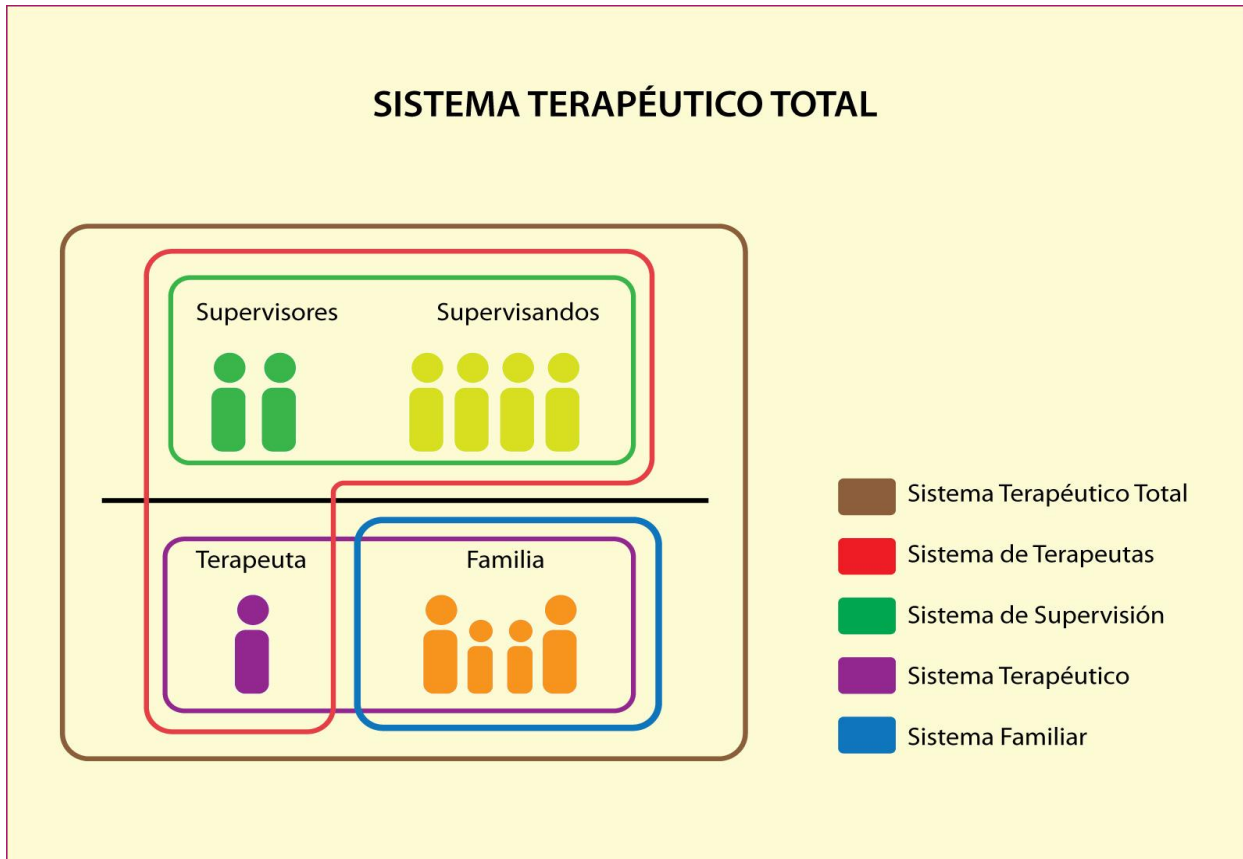 SISTEMA TERAPÉUTICO TOTAL
Supervisores
Supervisandos
Terapeuta
Familia
Sistema Terapéutico Total
Sistema de Terapeutas
Sistema de Supervisión
Sistema Terapéutico
Sistema Familiar